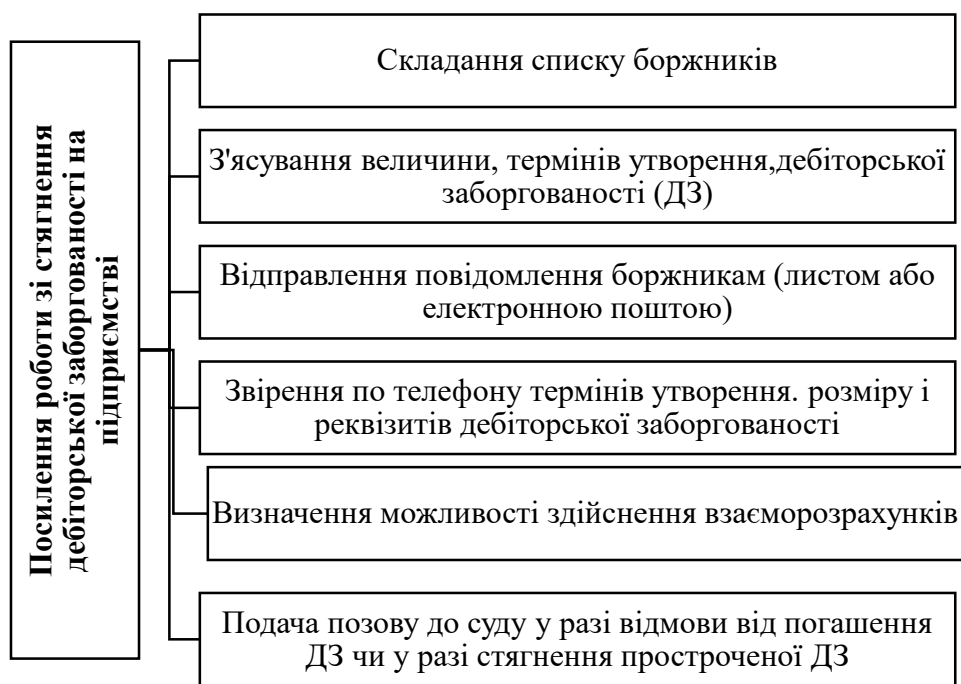 Посилення роботи зі стягнення
дебіторської заборгованості на
підприємстві
Складання списку боржників
З'ясування величини, термінів утворення,дебіторської
заборгованості (ДЗ)
Відправлення повідомлення боржникам (листом або
електронною поштою)
Звірення по телефону термінів утворення. розміру і
реквізитів дебіторської заборгованості
Визначення можливості здійснення взаєморозрахунків
Подача позову до суду у разі відмови від погашення
ДЗ чи у разі стягнення простроченої ДЗ